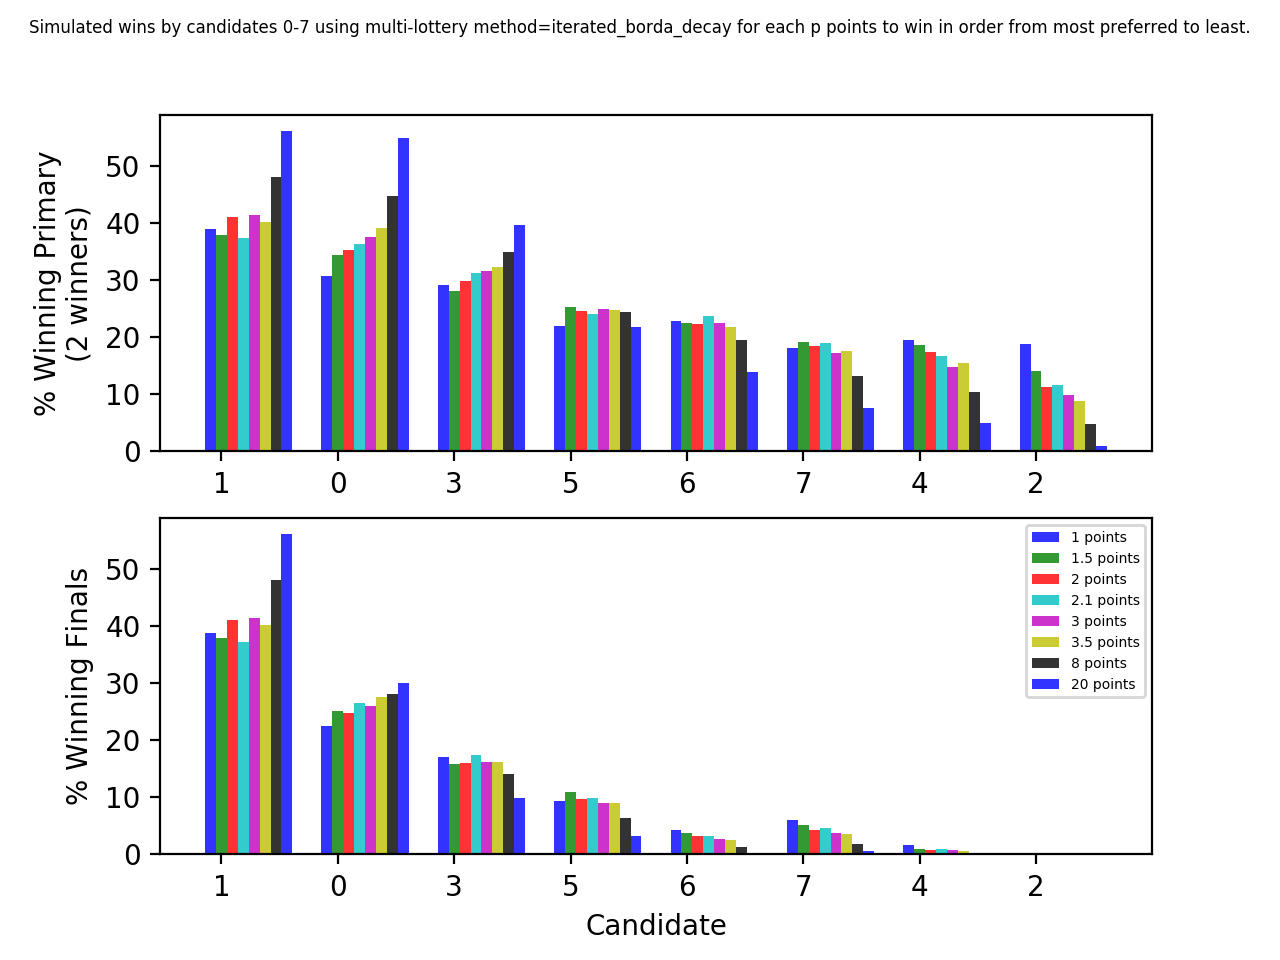 Simulated wins by candidates 0-7 using multi-lottery method=iterated_borda_decay for each p points to win in order from most preferred to least.
% Winning Primary
(2 winners)
50
40
30
20
10
0
1 0 3 5 6 7 4 2
% Winning Finals
50
40
30
20
10
0
1 points
1.5 points
2 points
2.1 points
3 points
3.5 points
8 points
20 points
1 0 3 5 6 7 4 2
Candidate